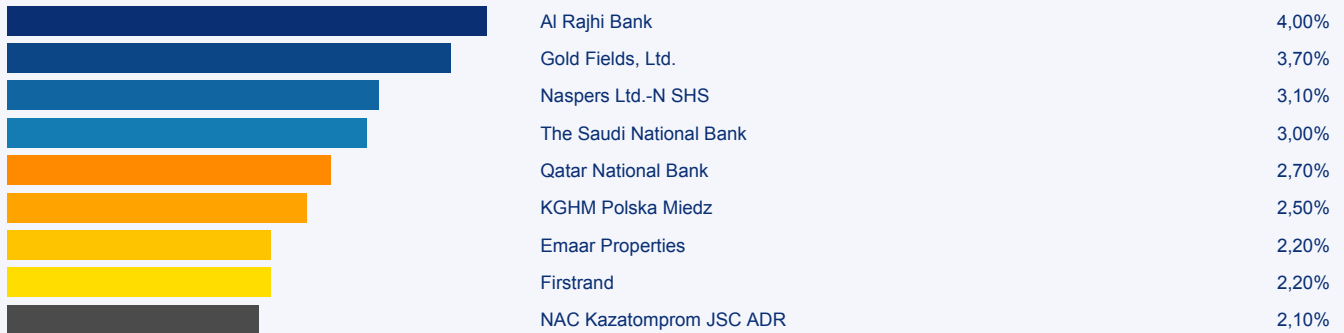 Al Rajhi Bank 4,00%
Gold Fields, Ltd. 3,70%
Naspers Ltd.-N SHS 3,10%
The Saudi National Bank 3,00%
Qatar National Bank 2,70%
KGHM Polska Miedz 2,50%
Emaar Properties 2,20%
Firstrand 2,20%
NAC Kazatomprom JSC ADR 2,10%